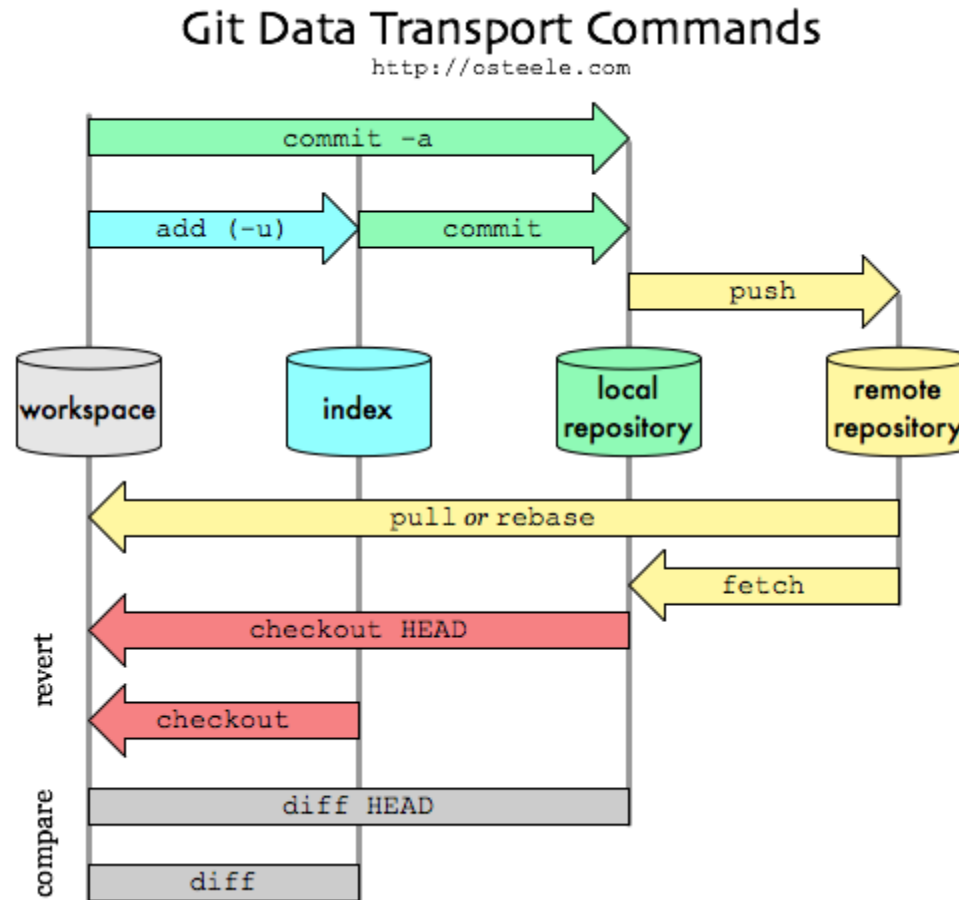 Git Data Transport Commands
http://osteele.com
commit -a
add (-u)
commit
push
workspace
index
local
repository
remote
repository
pull or rebase
fetch
revert
checkout HEAD
checkout
compare
diff HEAD
diff